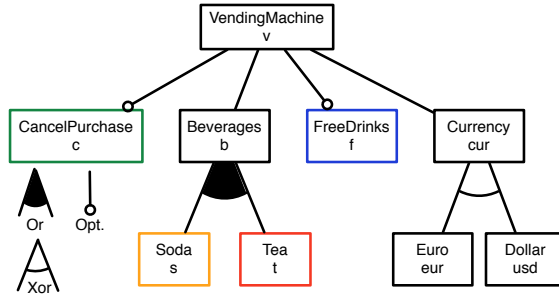 VendingMachine
v
CancelPurchase
c
Beverages
b
FreeDrinks
f
Currency
cur
Or
Opt.
Xor
Soda
s
Tea
t
Euro
eur
Dollar
usd